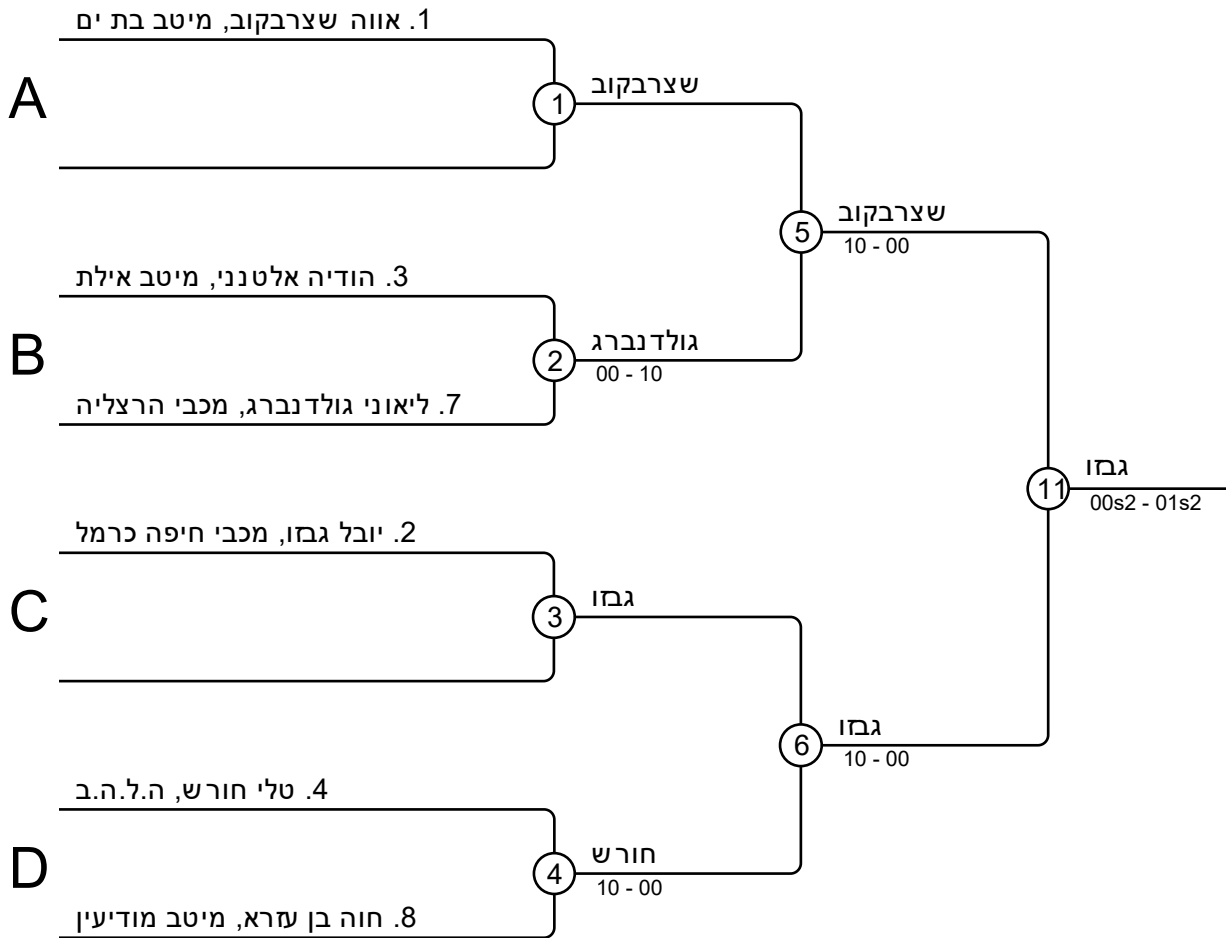 1. אווה שצרבקוב, מיטב בת ים
A
1
שצרבקוב
5
שצרבקוב
10 - 00
3. הודיה אלטנני, מיטב אילת
B
2
גולדנברג
00 - 10
7. ליאוני גולדנברג, מכבי הרצליה
11
גבזו
00s2 - 01s2
2. יובל גבזו, מכבי חיפה כרמל
C
3
גבזו
6
גבזו
10 - 00
4. טלי חורש, ה.ל.ה.ב
D
4
חורש
10 - 00
8. חוה בן עזרא, מיטב מודיעין